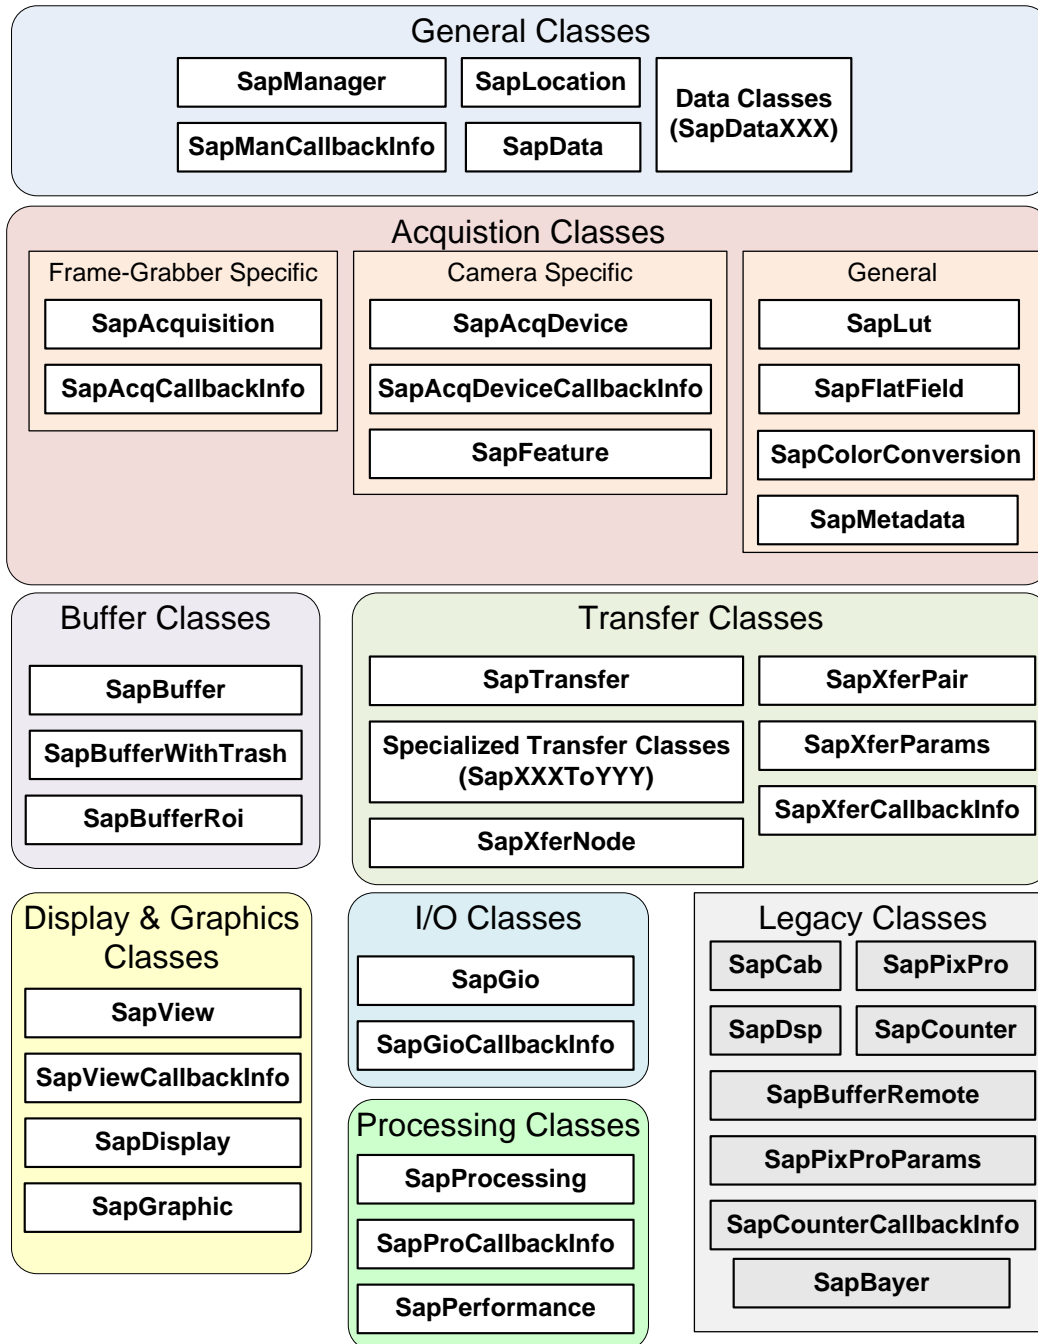 General Classes
SapManager
SapLocation
Data Classes
(SapDataXXX)
SapManCallbackInfo
SapData
Acquistion Classes
Frame-Grabber Specific
SapAcquisition
SapAcqCallbackInfo
Camera Specific
SapAcqDevice
SapAcqDeviceCallbackInfo
SapFeature
General
SapLut
SapFlatField
SapColorConversion
SapMetadata
Buffer Classes
SapBuffer
SapBufferWithTrash
SapBufferRoi
Transfer Classes
SapTransfer
Specialized Transfer Classes
(SapXXXToYYY)
SapXferNode
SapXferPair
SapXferParams
SapXferCallbackInfo
Display & Graphics
Classes
SapView
SapViewCallbackInfo
SapDisplay
SapGraphic
I/O Classes
SapGio
SapGioCallbackInfo
Processing Classes
SapProcessing
SapProCallbackInfo
SapPerformance
Legacy Classes
SapCab
SapPixPro
SapDsp
SapCounter
SapBufferRemote
SapPixProParams
SapCounterCallbackInfo
SapBayer